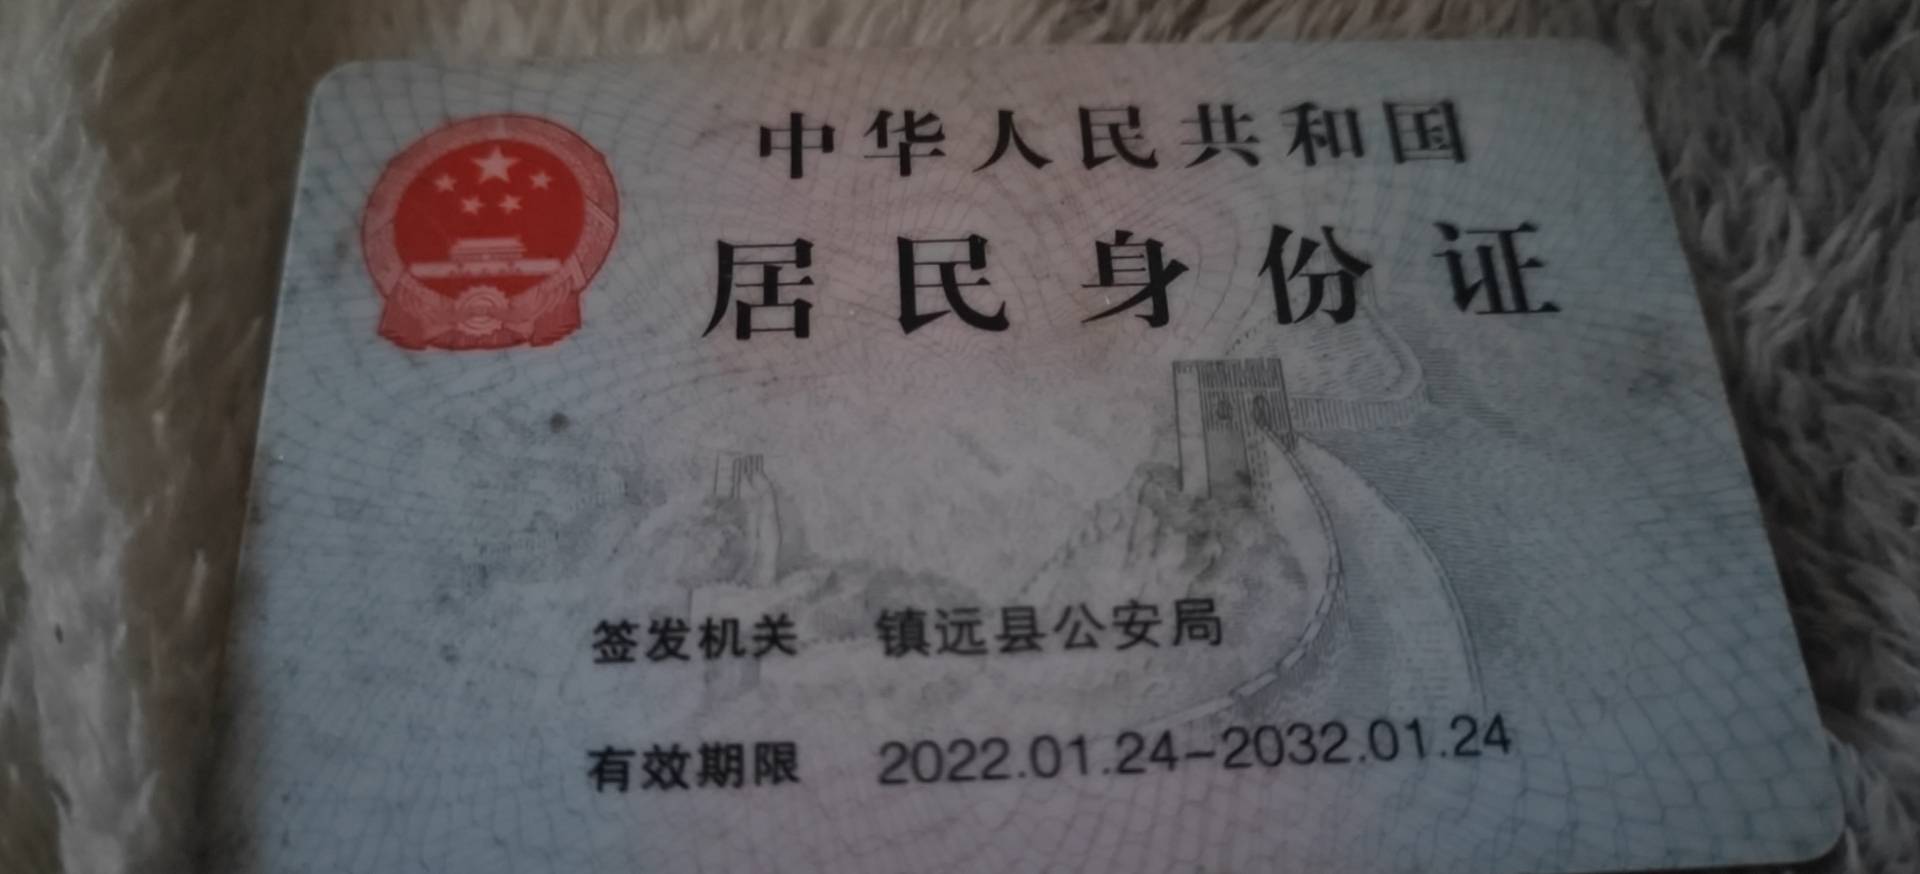 中华人民共和国
居民身份证
签发机关 镇远县公安局
有效期限 2022.01.24-2032.01.24